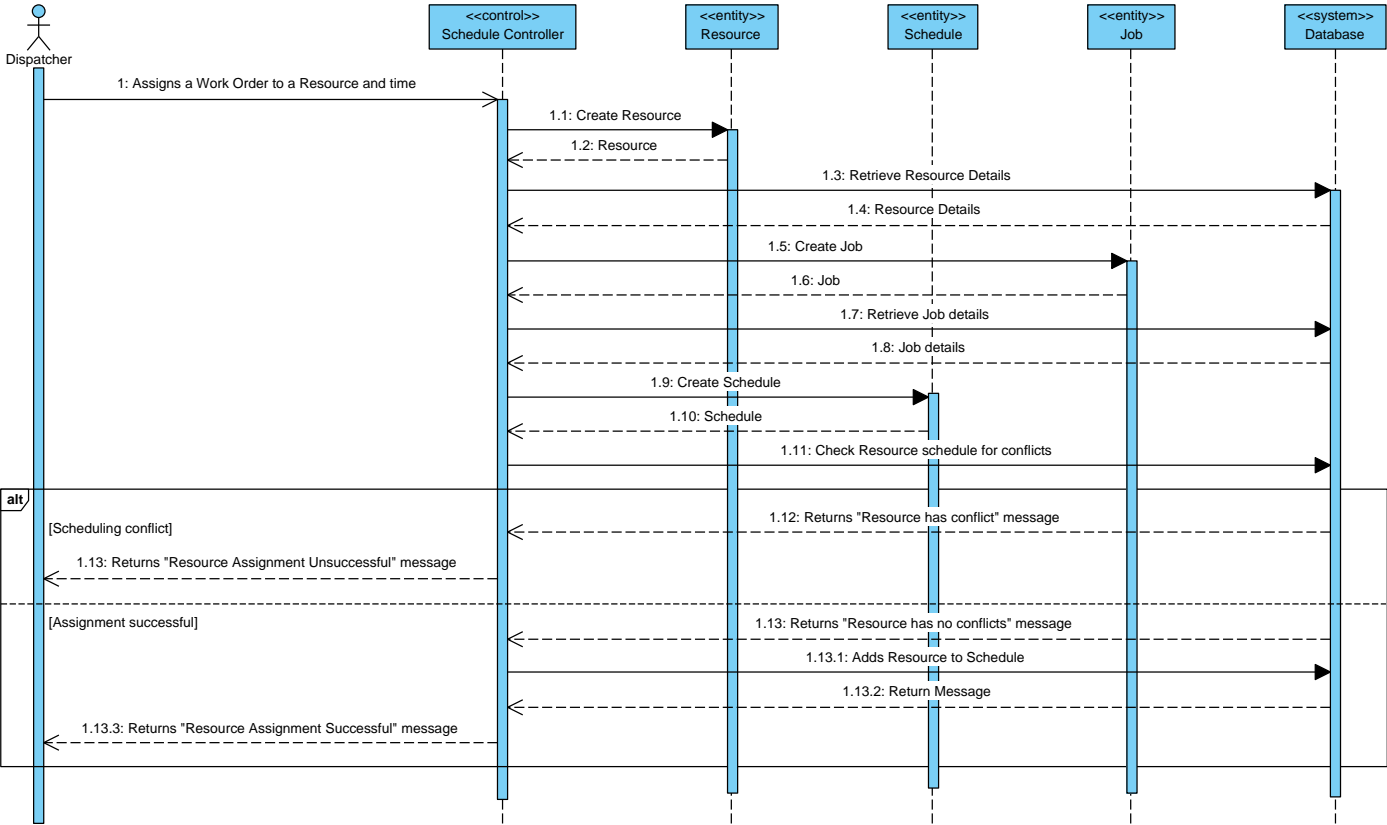 <<control>>
Schedule Controller
<<entity>>
Resource
<<entity>>
Schedule
<<entity>>
Job
<<system>>
Database
Dispatcher
1: Assigns a Work Order to a Resource and time
1.1: Create Resource
1.2: Resource
1.3: Retrieve Resource Details
1.4: Resource Details
1.5: Create Job
1.6: Job
1.7: Retrieve Job details
1.8: Job details
1.9: Create Schedule
1.10: Schedule
1.11: Check Resource schedule for conflicts
alt
[Scheduling conflict]
1.12: Returns "Resource has conflict" message
1.13: Returns "Resource Assignment Unsuccessful" message
[Assignment successful]
1.13: Returns "Resource has no conflicts" message
1.13.1: Adds Resource to Schedule
1.13.2: Return Message
1.13.3: Returns "Resource Assignment Successful" message